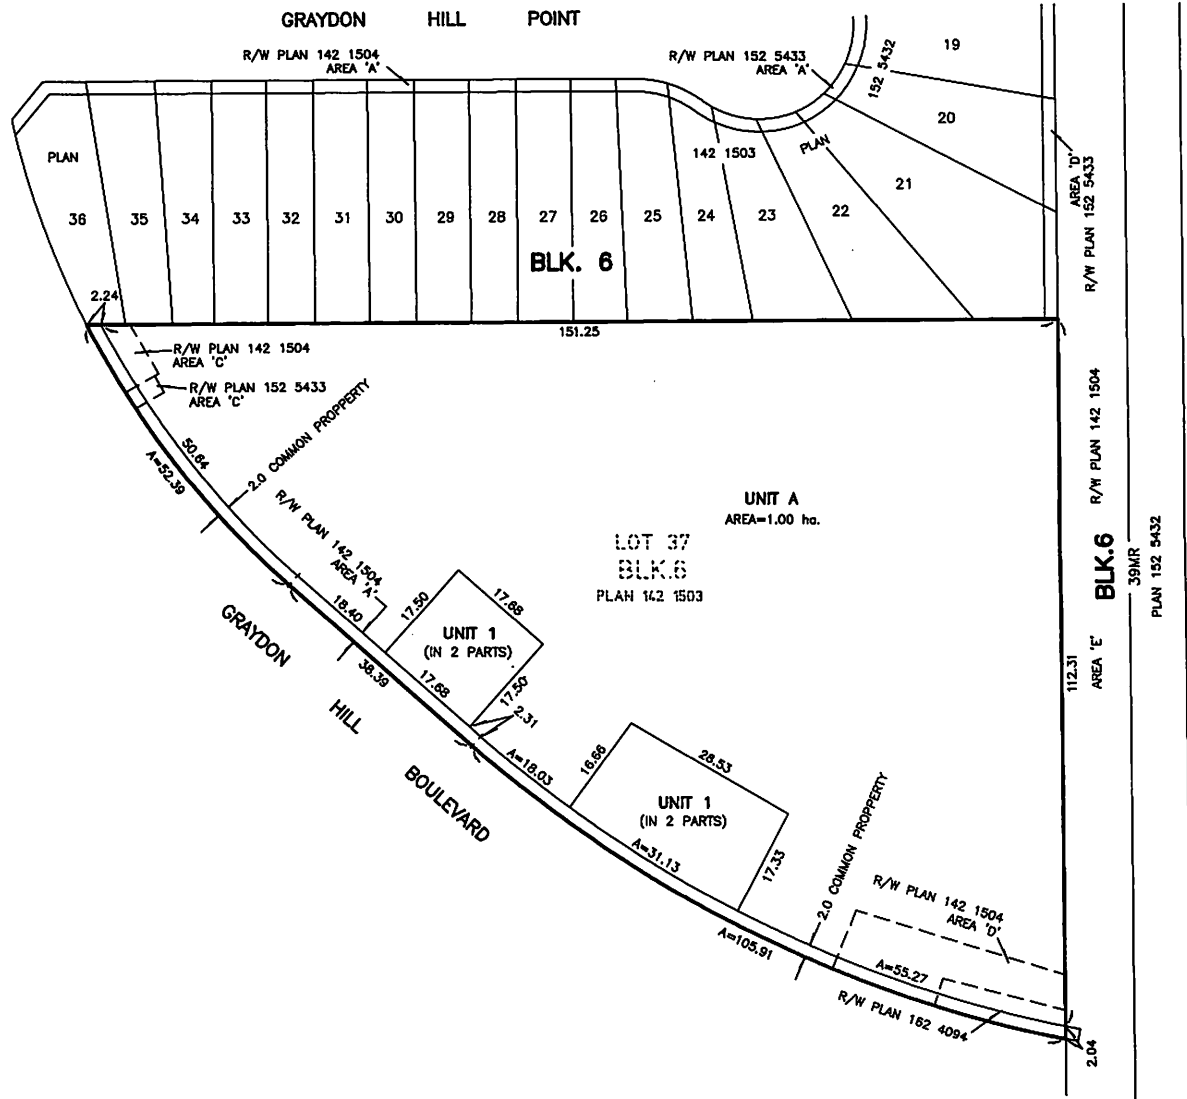 GRAYDON HILL POINT
R/W PLAN 142 1504
AREA 'A'
R/W PLAN 152 5433
AREA 'A'
152 5432
PLAN
19
20
21
22
23
24
25
26
27
28
29
30
31
32
33
34
35
36
PLAN
142 1503
BLK. 6
AREA 'D'
R/W PLAN 152 5433
2.24
151.25
R/W PLAN 142 1504
AREA 'C'
R/W PLAN 152 5433
AREA 'C'
50.64
A=52.39
2.0 COMMON PROPPERTY
R/W PLAN 142 1504
AREA 'A'
18.40
38.39
17.50
17.68
UNIT 1
(IN 2 PARTS)
17.68
17.50
2.31
UNIT A
AREA=1.00 ha.
LOT 37
BLK.6
PLAN 142 1503
R/W PLAN 142 1504
AREA 'E'
112.31
BLK.6
39MR
PLAN 152 5432
GRAYDON
HILL
BOULEVARD
A=18.03
16.66
28.53
UNIT 1
(IN 2 PARTS)
A=31.13
17.33
A=105.91
2.0 COMMON PROPPERTY
R/W PLAN 142 1504
AREA 'D'
A=55.27
R/W PLAN 162 4094
2.04